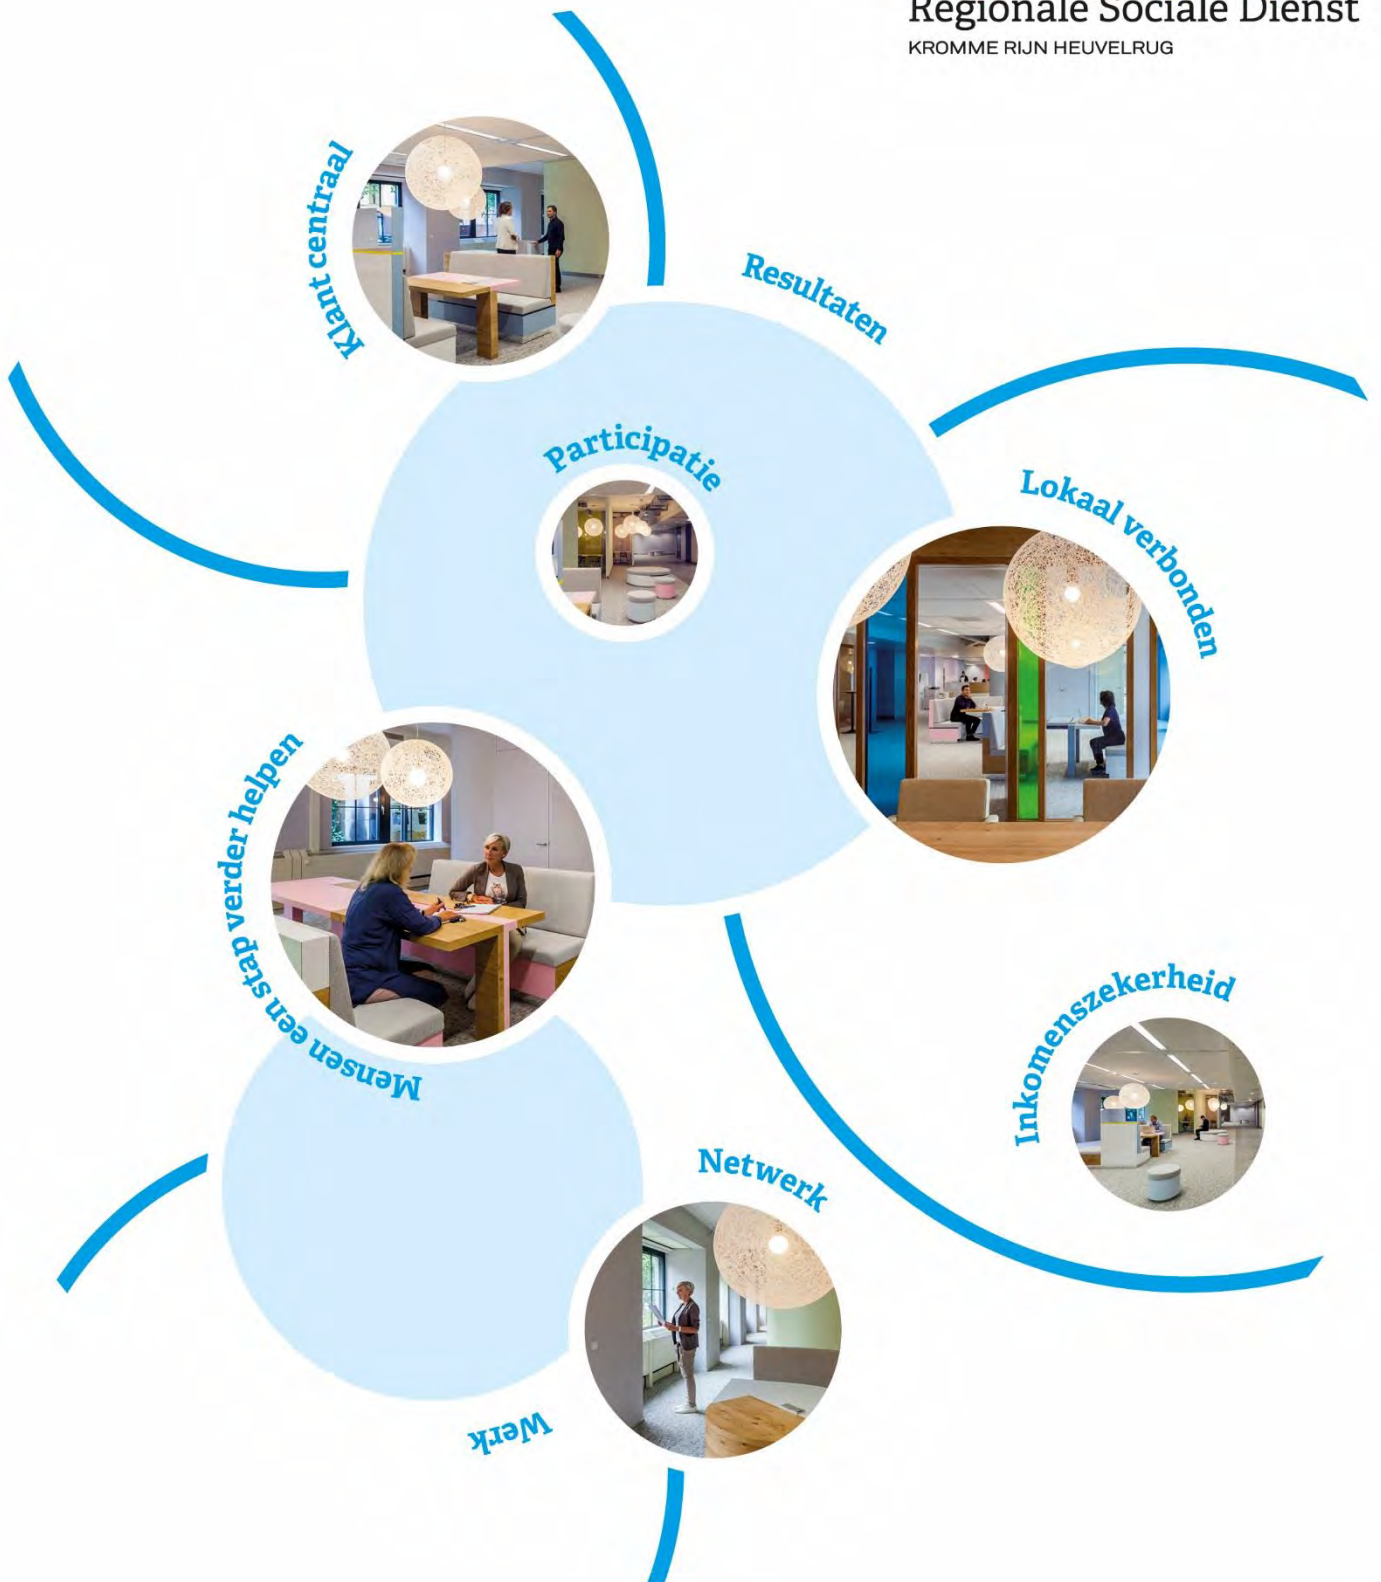 Regionale Sociale Dienst
KROMME RIJN HEUVELRUG
Klant centraal
Resultaten
Participatie
Lokaal verbonden
Mensen een stap verder helpen
Inkomenszekerheid
Netwerk
Werk